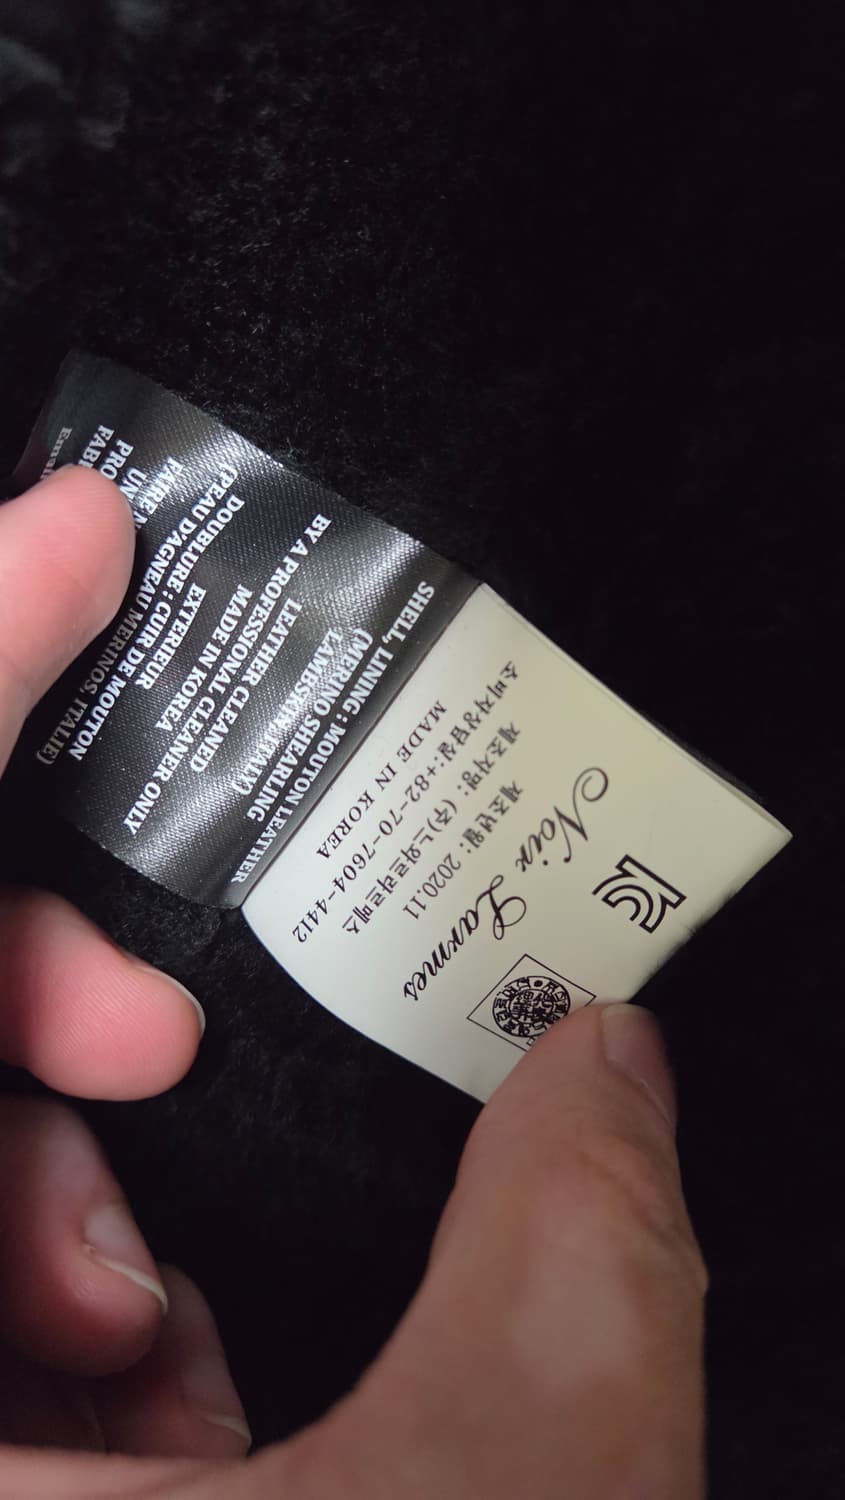 SHELL, LINING : MOUTON LEATHER
(MERINO SHEARLING
LAMBSKIN, ITALY)
LEATHER CLEANED
BY A PROFESSIONAL CLEANER ONLY
MADE IN KOREA
EXTERIEUR
DOUBLURE : CUIR DE MOUTON
(PEAU D'AGNEAU MERINOS, ITALIE)
FAIRE
Noir Larmes
제조년월: 2020.11
제조자명: (주)느와르라르메스
소비자상담실:+82-70-7604-4412
MADE IN KOREA